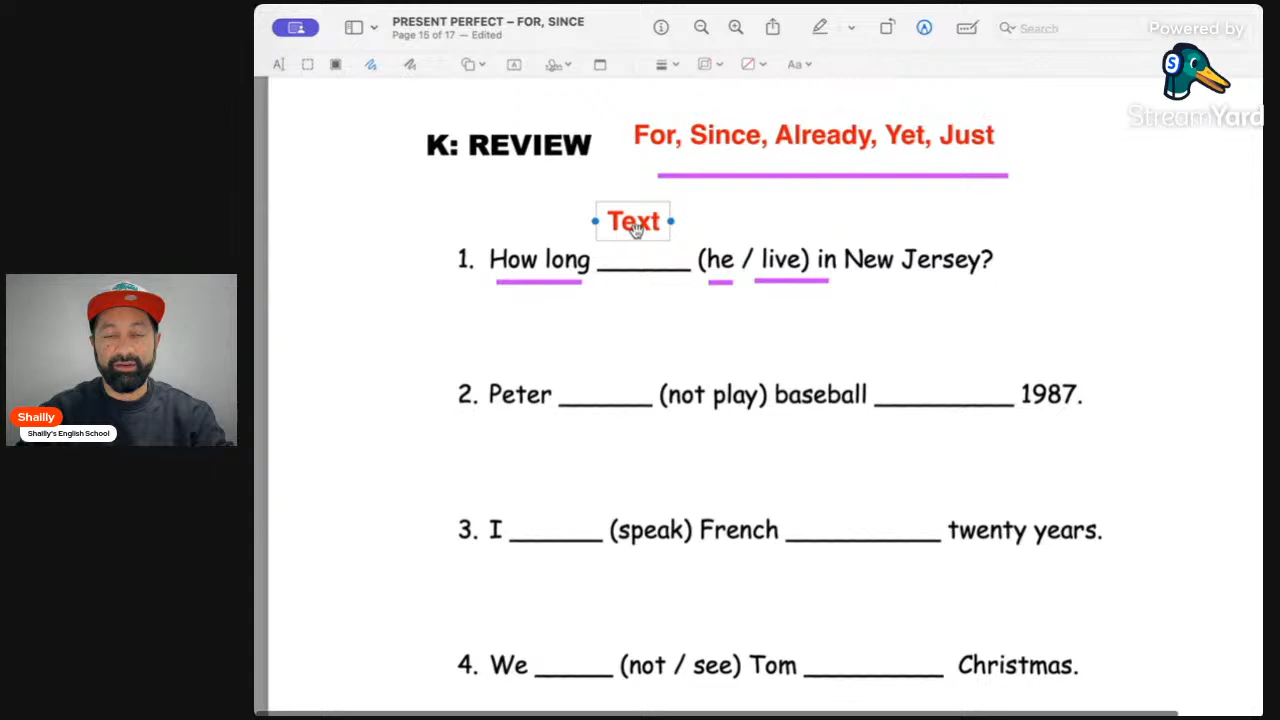 PRESENT PERFECT – FOR, SINCE
Page 15 of 17 — Edited
Search
Powered by
StreamYard
K: REVIEW
For, Since, Already, Yet, Just
Text
1. How long _______ (he / live) in New Jersey?
2. Peter _______ (not play) baseball __________ 1987.
3. I _______ (speak) French ___________ twenty years.
4. We ______ (not / see) Tom __________ Christmas.
Shailly
Shailly's English School